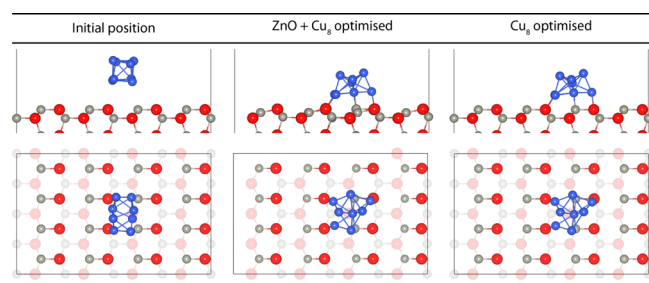 Initial position
ZnO + Cu₈ optimised
Cu₈ optimised